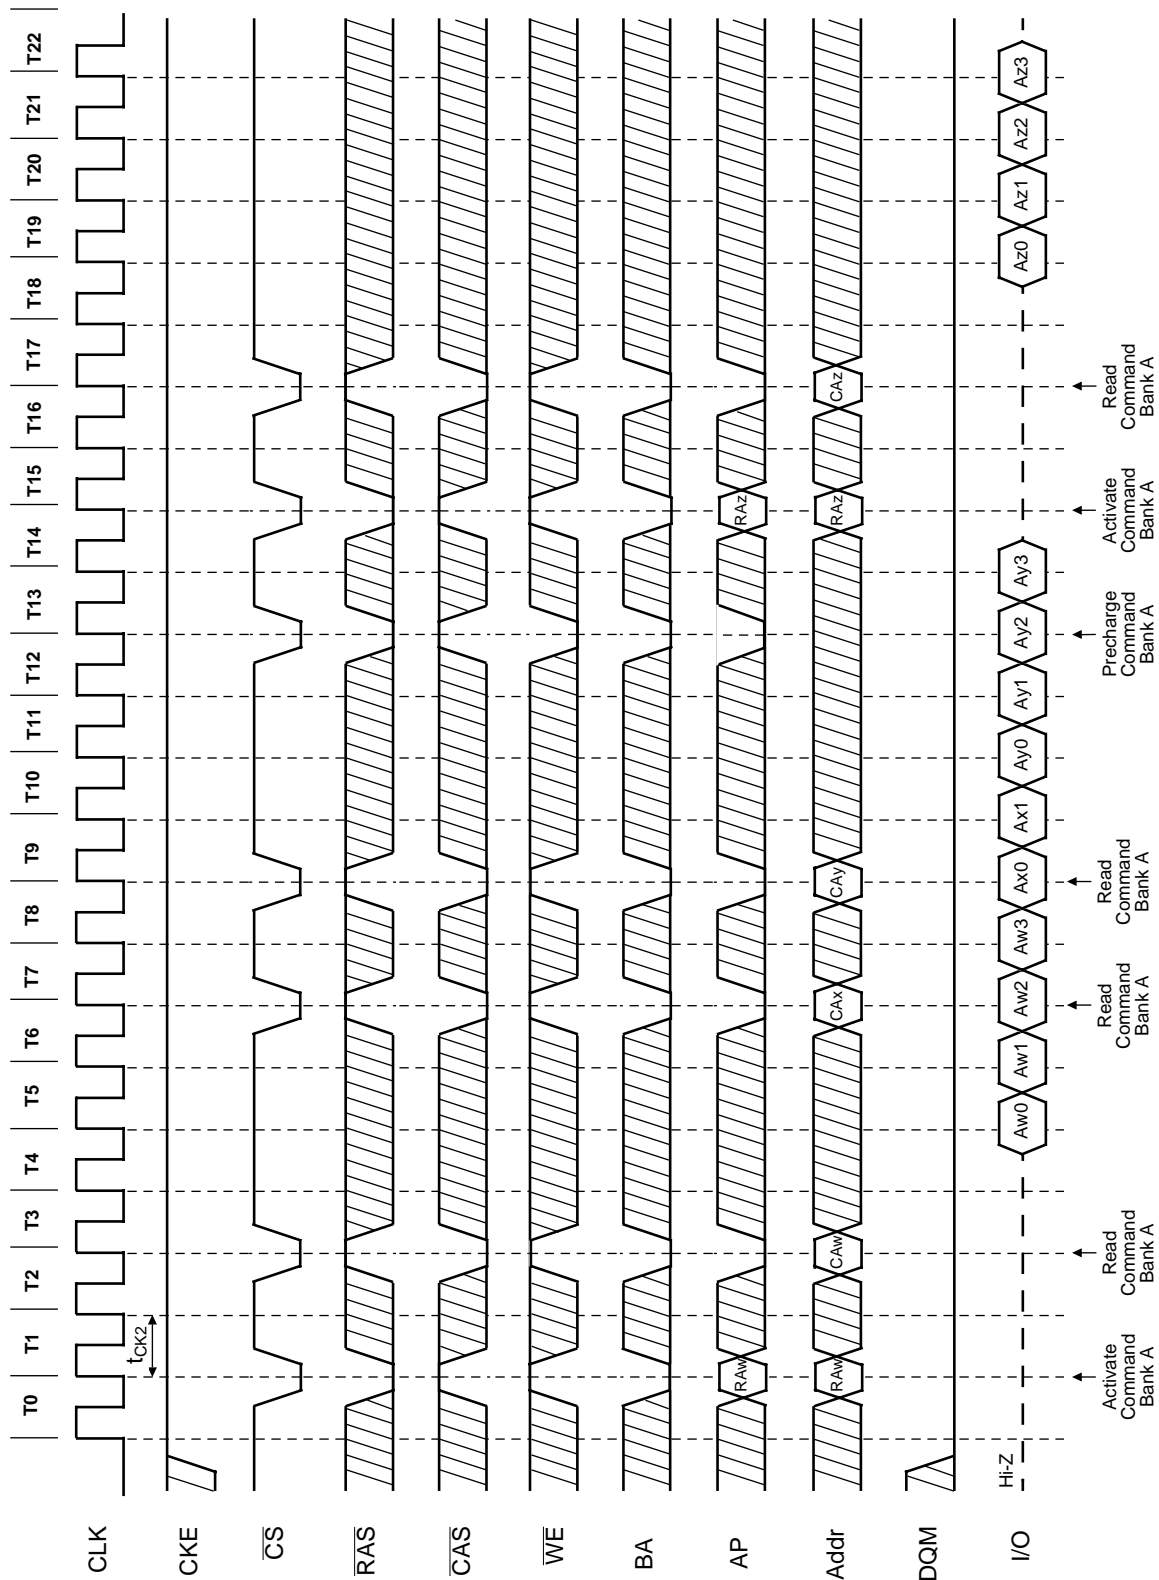 T0 T1 T2 T3 T4 T5 T6 T7 T8 T9 T10 T11 T12 T13 T14 T15 T16 T17 T18 T19 T20 T21 T22
CLK
tCK2
CKE
CS
RAS
CAS
WE
BA
AP RAw RAz
Addr RAw CAw CAx CAy RAz CAz
DQM
I/O Hi-Z Aw0 Aw1 Aw2 Aw3 Ax0 Ax1 Ay0 Ay1 Ay2 Ay3 Az0 Az1 Az2 Az3
Activate
Command
Bank A
Read
Command
Bank A
Read
Command
Bank A
Read
Command
Bank A
Precharge
Command
Bank A
Activate
Command
Bank A
Read
Command
Bank A